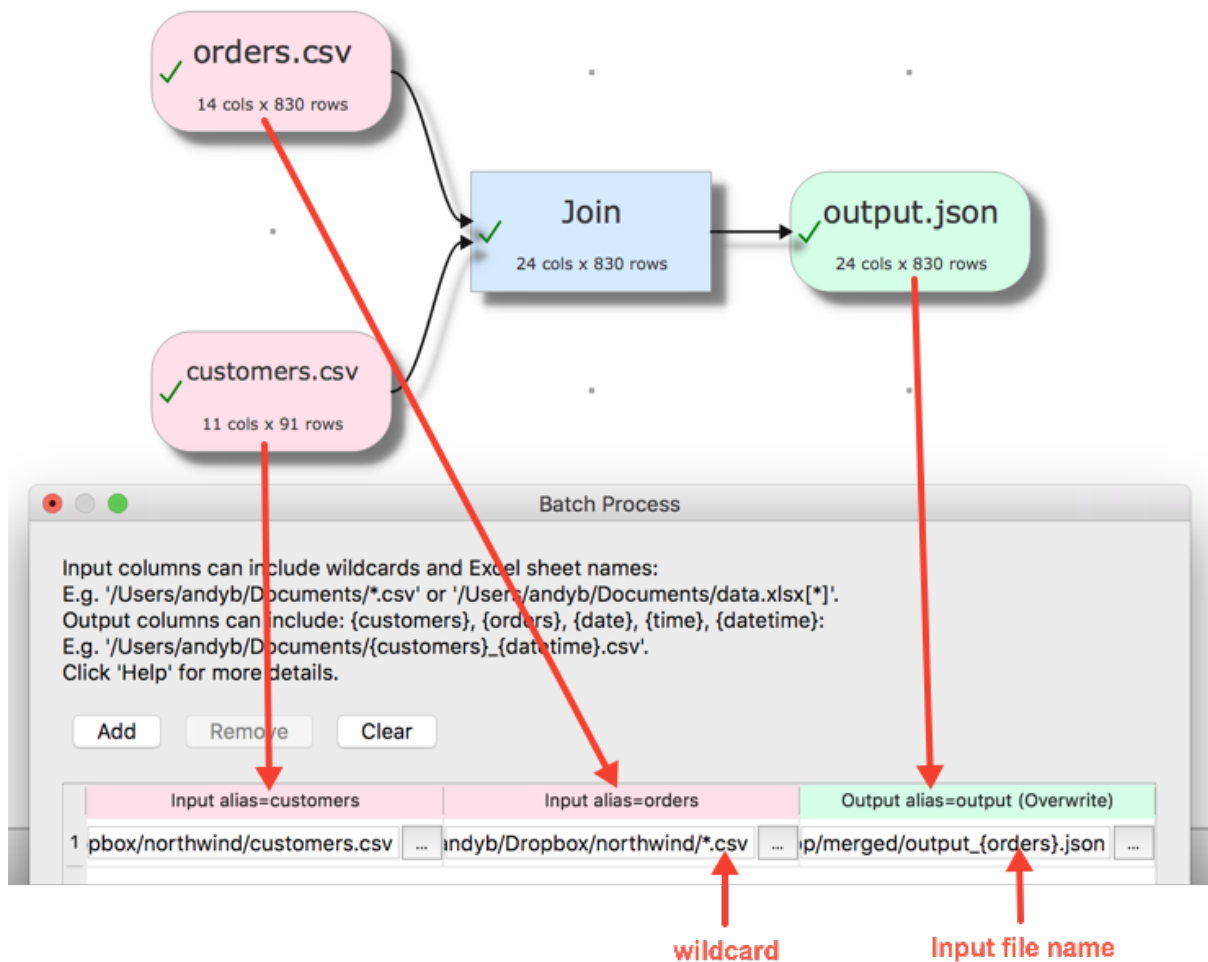 orders.csv
14 cols x 830 rows
Join
24 cols x 830 rows
output.json
24 cols x 830 rows
customers.csv
11 cols x 91 rows
Batch Process
Input columns can include wildcards and Excel sheet names:
E.g. '/Users/andyb/Documents/*.csv' or '/Users/andyb/Documents/data.xlsx[*]'.
Output columns can include: {customers}, {orders}, {date}, {time}, {datetime}:
E.g. '/Users/andyb/Documents/{customers}_{datetime}.csv'.
Click 'Help' for more details.
Add Remove Clear
Input alias=customers Input alias=orders Output alias=output (Overwrite)
1 pbox/northwind/customers.csv ... andyb/Dropbox/northwind/*.csv ... p/merged/output_{orders}.json ...
wildcard Input file name